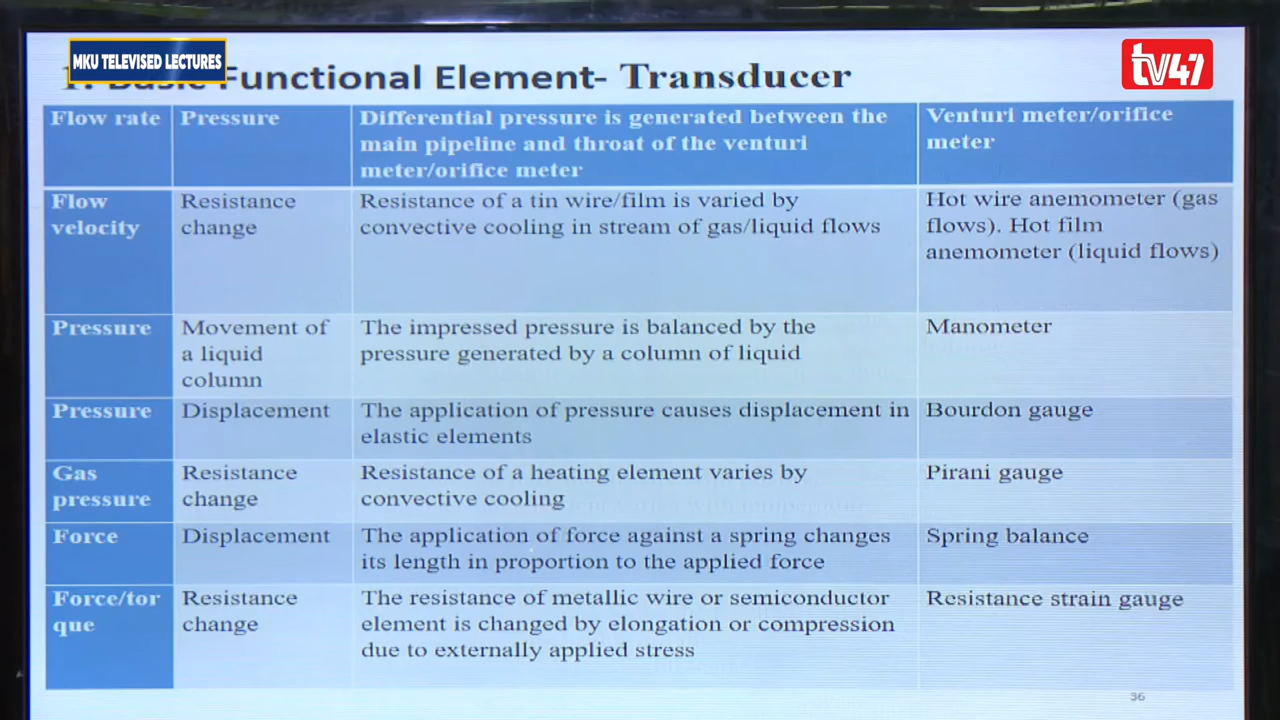 MKU TELEVISED LECTURES
tv47
Functional Element- Transducer
Flow rate
Pressure
Differential pressure is generated between the
main pipeline and throat of the venturi
meter/orifice meter
Venturi meter/orifice
meter
Flow
velocity
Resistance
change
Resistance of a tin wire/film is varied by
convective cooling in stream of gas/liquid flows
Hot wire anemometer (gas
flows). Hot film
anemometer (liquid flows)
Pressure
Movement of
a liquid
column
The impressed pressure is balanced by the
pressure generated by a column of liquid
Manometer
Pressure
Displacement
The application of pressure causes displacement in
elastic elements
Bourdon gauge
Gas
pressure
Resistance
change
Resistance of a heating element varies by
convective cooling
Pirani gauge
Force
Displacement
The application of force against a spring changes
its length in proportion to the applied force
Spring balance
Force/tor
que
Resistance
change
The resistance of metallic wire or semiconductor
element is changed by elongation or compression
due to externally applied stress
Resistance strain gauge
36